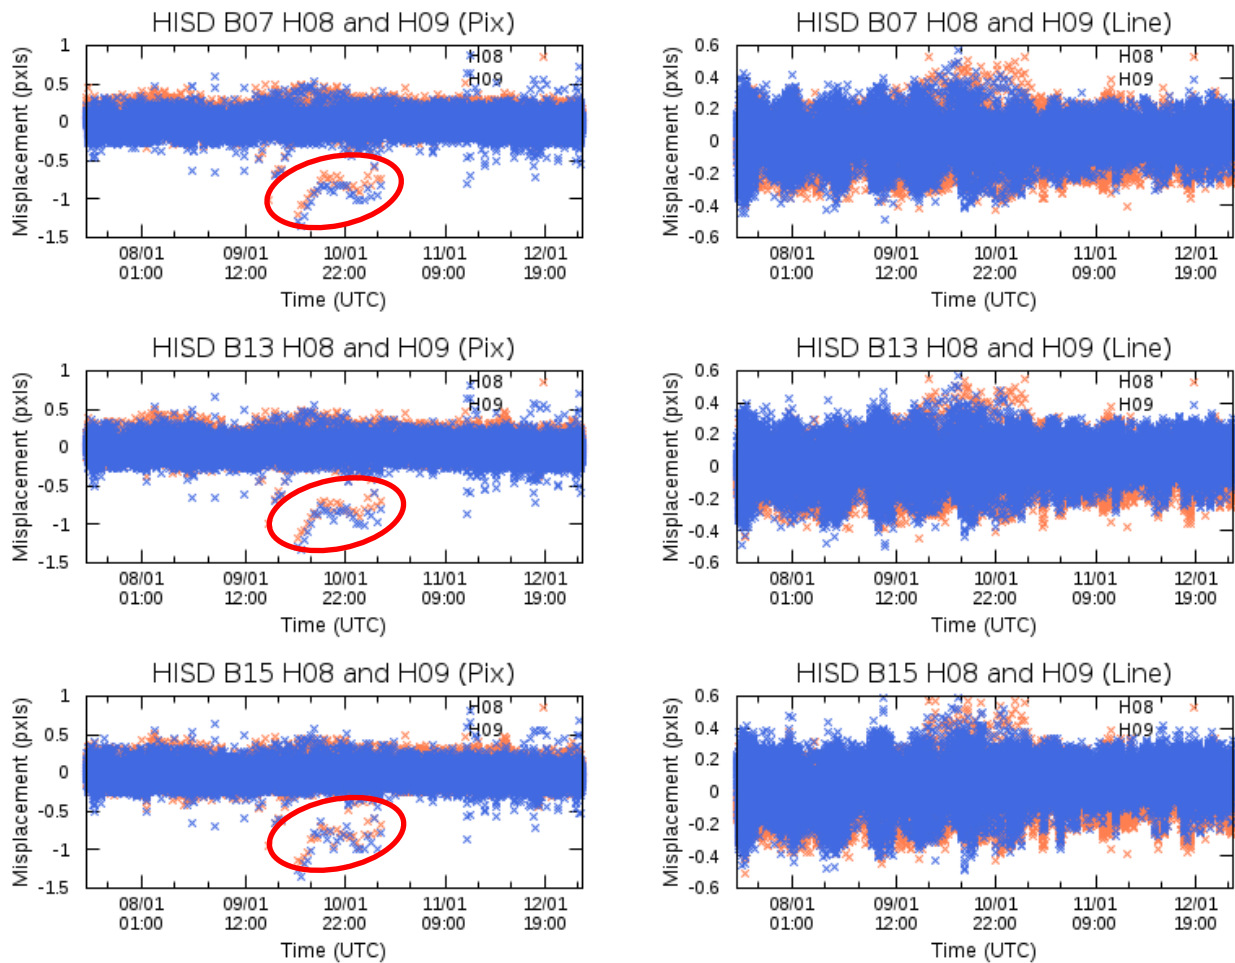 HISD B07 H08 and H09 (Pix)
Misplacement (pxls)
1
0.5
0
-0.5
-1
-1.5
H08
H09
08/01 09/01 10/01 11/01 12/01
01:00 12:00 22:00 09:00 19:00
Time (UTC)
HISD B07 H08 and H09 (Line)
Misplacement (pxls)
0.6
0.4
0.2
0
-0.2
-0.4
-0.6
H08
H09
08/01 09/01 10/01 11/01 12/01
01:00 12:00 22:00 09:00 19:00
Time (UTC)
HISD B13 H08 and H09 (Pix)
Misplacement (pxls)
1
0.5
0
-0.5
-1
-1.5
H08
H09
08/01 09/01 10/01 11/01 12/01
01:00 12:00 22:00 09:00 19:00
Time (UTC)
HISD B13 H08 and H09 (Line)
Misplacement (pxls)
0.6
0.4
0.2
0
-0.2
-0.4
-0.6
H08
H09
08/01 09/01 10/01 11/01 12/01
01:00 12:00 22:00 09:00 19:00
Time (UTC)
HISD B15 H08 and H09 (Pix)
Misplacement (pxls)
1
0.5
0
-0.5
-1
-1.5
H08
H09
08/01 09/01 10/01 11/01 12/01
01:00 12:00 22:00 09:00 19:00
Time (UTC)
HISD B15 H08 and H09 (Line)
Misplacement (pxls)
0.6
0.4
0.2
0
-0.2
-0.4
-0.6
H08
H09
08/01 09/01 10/01 11/01 12/01
01:00 12:00 22:00 09:00 19:00
Time (UTC)